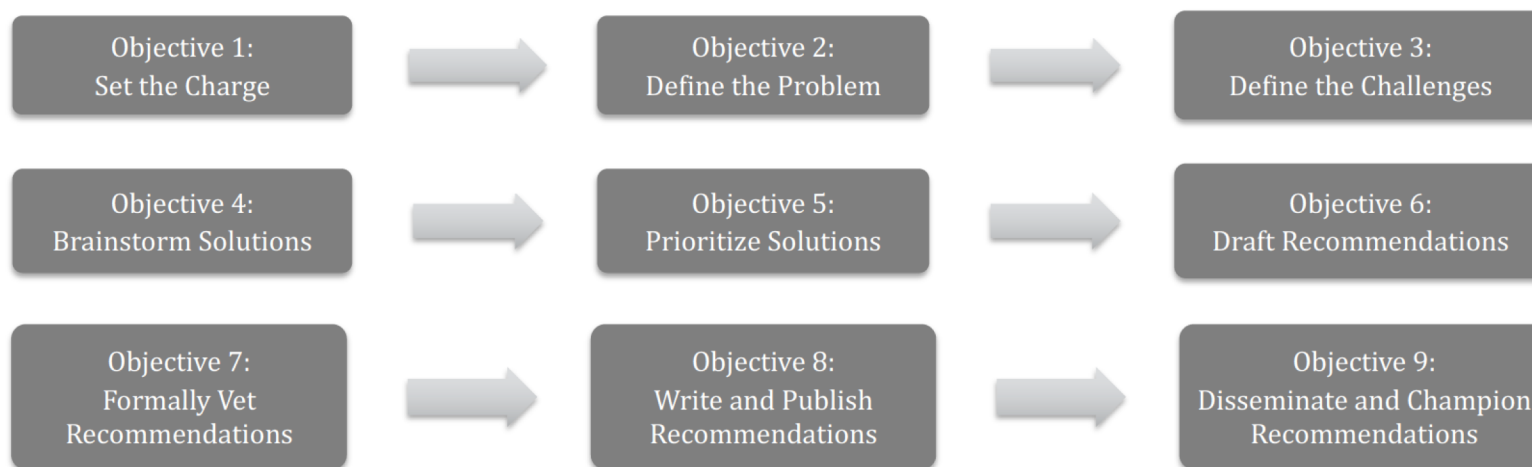 Objective 1:
Set the Charge
Objective 2:
Define the Problem
Objective 3:
Define the Challenges
Objective 4:
Brainstorm Solutions
Objective 5:
Prioritize Solutions
Objective 6:
Draft Recommendations
Objective 7:
Formally Vet
Recommendations
Objective 8:
Write and Publish
Recommendations
Objective 9:
Disseminate and Champion
Recommendations